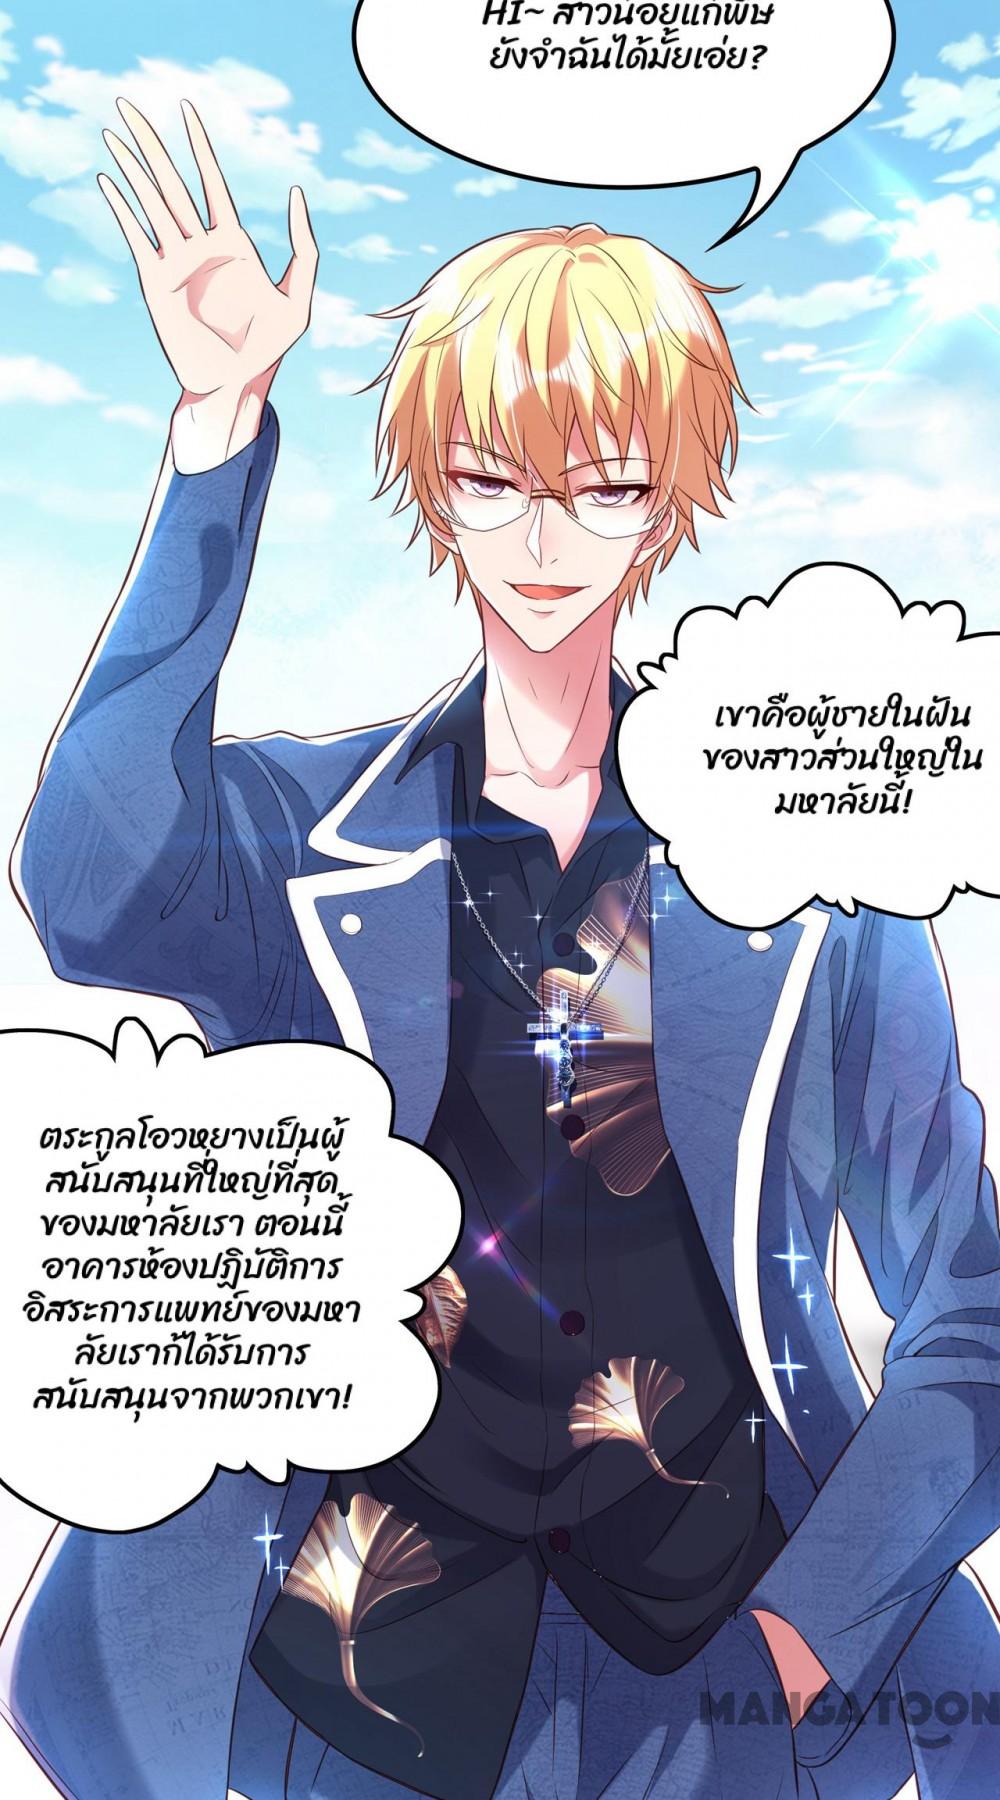 HI~ สาวน้อยแก้พิษ
ยังจำฉันได้มั้ยเอ่ย?
เขาคือผู้ชายในฝัน
ของสาวส่วนใหญ่ใน
มหาลัยนี้!
ตระกูลโอวหยางเป็นผู้
สนับสนุนที่ใหญ่ที่สุด
ของมหาลัยเรา ตอนนี้
อาคารห้องปฏิบัติการ
อิสระการแพทย์ของมหา
ลัยเราก็ได้รับการ
สนับสนุนจากพวกเขา!
MANGATOON